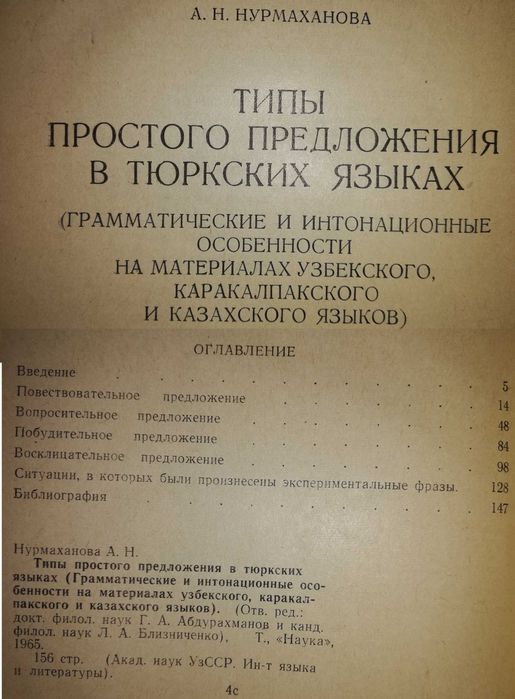 А. Н. НУРМАХАНОВА
ТИПЫ
ПРОСТОГО ПРЕДЛОЖЕНИЯ
В ТЮРКСКИХ ЯЗЫКАХ
(ГРАММАТИЧЕСКИЕ И ИНТОНАЦИОННЫЕ
ОСОБЕННОСТИ
НА МАТЕРИАЛАХ УЗБЕКСКОГО,
КАРАКАЛПАКСКОГО
И КАЗАХСКОГО ЯЗЫКОВ)
ОГЛАВЛЕНИЕ
Введение . . . . . . . . . 5
Повествовательное предложение . . . . . 14
Вопросительное предложение . . . . . . 48
Побудительное предложение . . . . . . 84
Восклицательное предложение . . . . . . 98
Ситуации, в которых были произнесены экспериментальные фразы. 128
Библиография . . . . . . . . 147
Нурмаханова А. Н.
Типы простого предложения в тюркских
языках (Грамматические и интонационные осо-
бенности на материалах узбекского, каракал-
пакского и казахского языков). (Отв. ред.:
докт. филол. наук Г. А. Абдурахманов и канд.
филол. наук Л. А. Близниченко), Т., «Наука»,
1965.
156 стр. (Акад. наук УзССР. Ин-т языка
и литературы).
4с